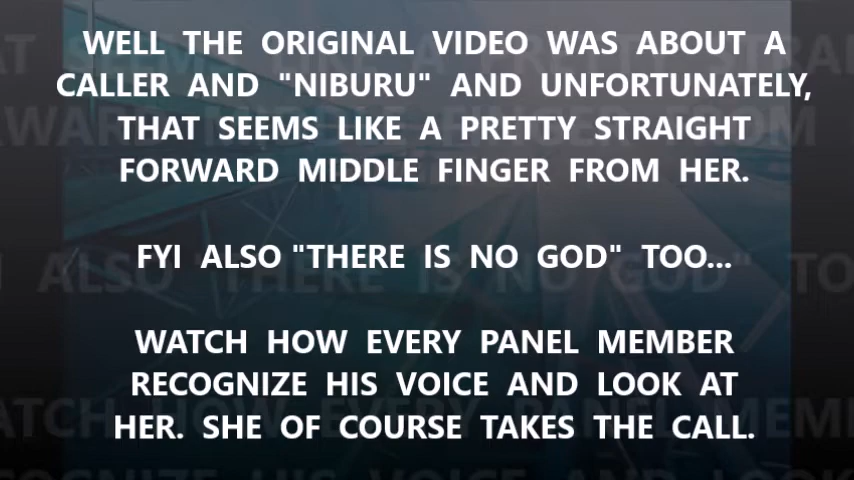 WELL THE ORIGINAL VIDEO WAS ABOUT A
CALLER AND "NIBURU" AND UNFORTUNATELY,
THAT SEEMS LIKE A PRETTY STRAIGHT
FORWARD MIDDLE FINGER FROM HER.
FYI ALSO "THERE IS NO GOD" TOO...
WATCH HOW EVERY PANEL MEMBER
RECOGNIZE HIS VOICE AND LOOK AT
HER. SHE OF COURSE TAKES THE CALL.